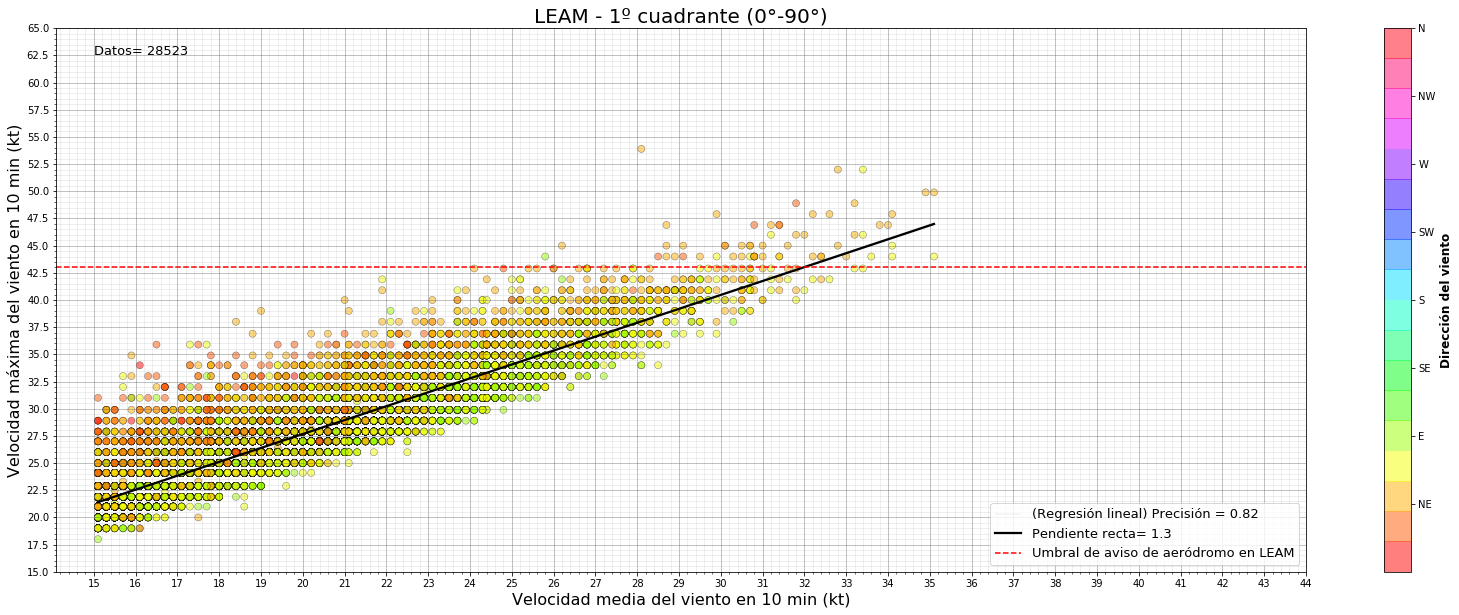 LEAM - 1º cuadrante (0°-90°)
Datos= 28523
Velocidad máxima del viento en 10 min (kt)
65.0
62.5
60.0
57.5
55.0
52.5
50.0
47.5
45.0
42.5
40.0
37.5
35.0
32.5
30.0
27.5
25.0
22.5
20.0
17.5
15.0
(Regresión lineal) Precisión = 0.82
Pendiente recta= 1.3
Umbral de aviso de aeródromo en LEAM
15 16 17 18 19 20 21 22 23 24 25 26 27 28 29 30 31 32 33 34 35 36 37 38 39 40 41 42 43 44
Velocidad media del viento en 10 min (kt)
N
NW
W
SW
S
SE
E
NE
Dirección del viento